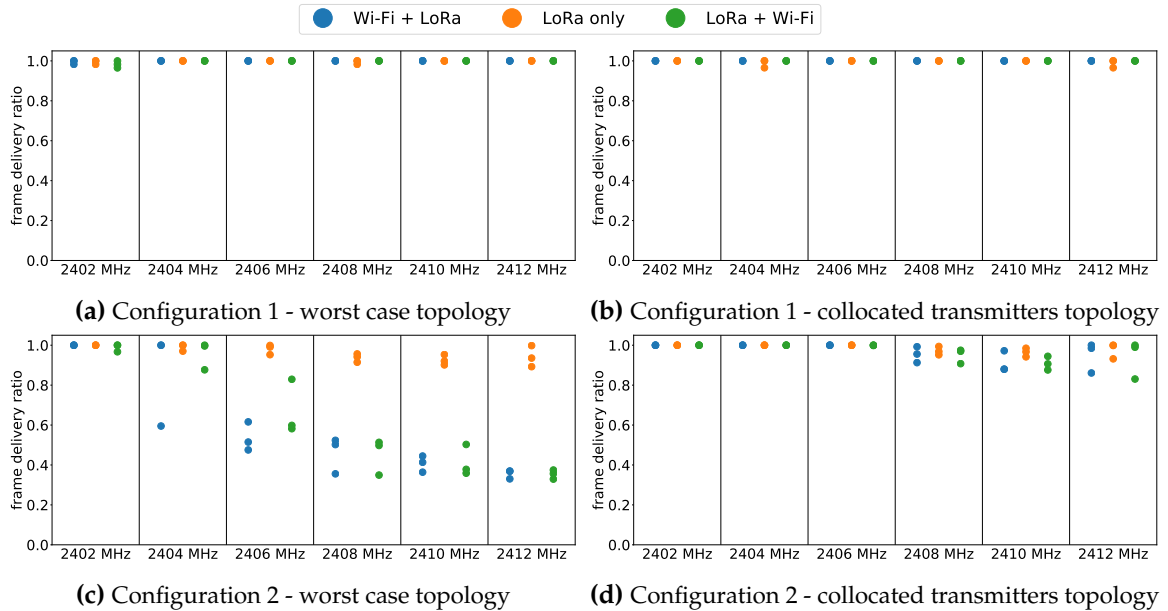 Wi-Fi + LoRa LoRa only LoRa + Wi-Fi
frame delivery ratio
1.0
0.8
0.6
0.4
0.2
0.0
2402 MHz 2404 MHz 2406 MHz 2408 MHz 2410 MHz 2412 MHz
(a) Configuration 1 - worst case topology
frame delivery ratio
1.0
0.8
0.6
0.4
0.2
0.0
2402 MHz 2404 MHz 2406 MHz 2408 MHz 2410 MHz 2412 MHz
(b) Configuration 1 - collocated transmitters topology
frame delivery ratio
1.0
0.8
0.6
0.4
0.2
0.0
2402 MHz 2404 MHz 2406 MHz 2408 MHz 2410 MHz 2412 MHz
(c) Configuration 2 - worst case topology
frame delivery ratio
1.0
0.8
0.6
0.4
0.2
0.0
2402 MHz 2404 MHz 2406 MHz 2408 MHz 2410 MHz 2412 MHz
(d) Configuration 2 - collocated transmitters topology